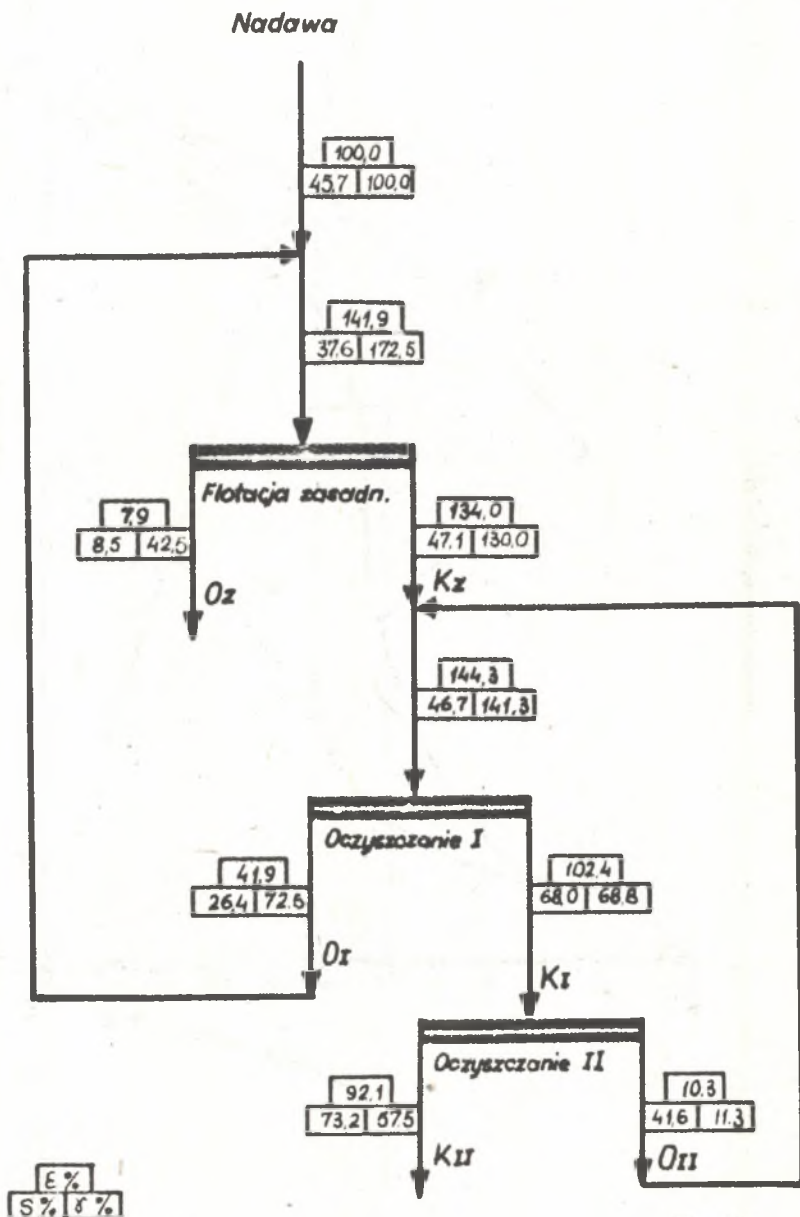 Nadawa
100,0
45,7 100,0
141,9
37,6 172,5
Flotacja zasadn.
7,9
8,5 42,5
134,0
47,1 130,0
Oz
Kz
144,3
46,7 141,3
Oczyszczanie I
41,9
26,4 72,5
102,4
68,0 68,8
OI
KI
Oczyszczanie II
92,1
73,2 57,5
10,3
41,6 11,3
KII
OII
ε %
S % γ %